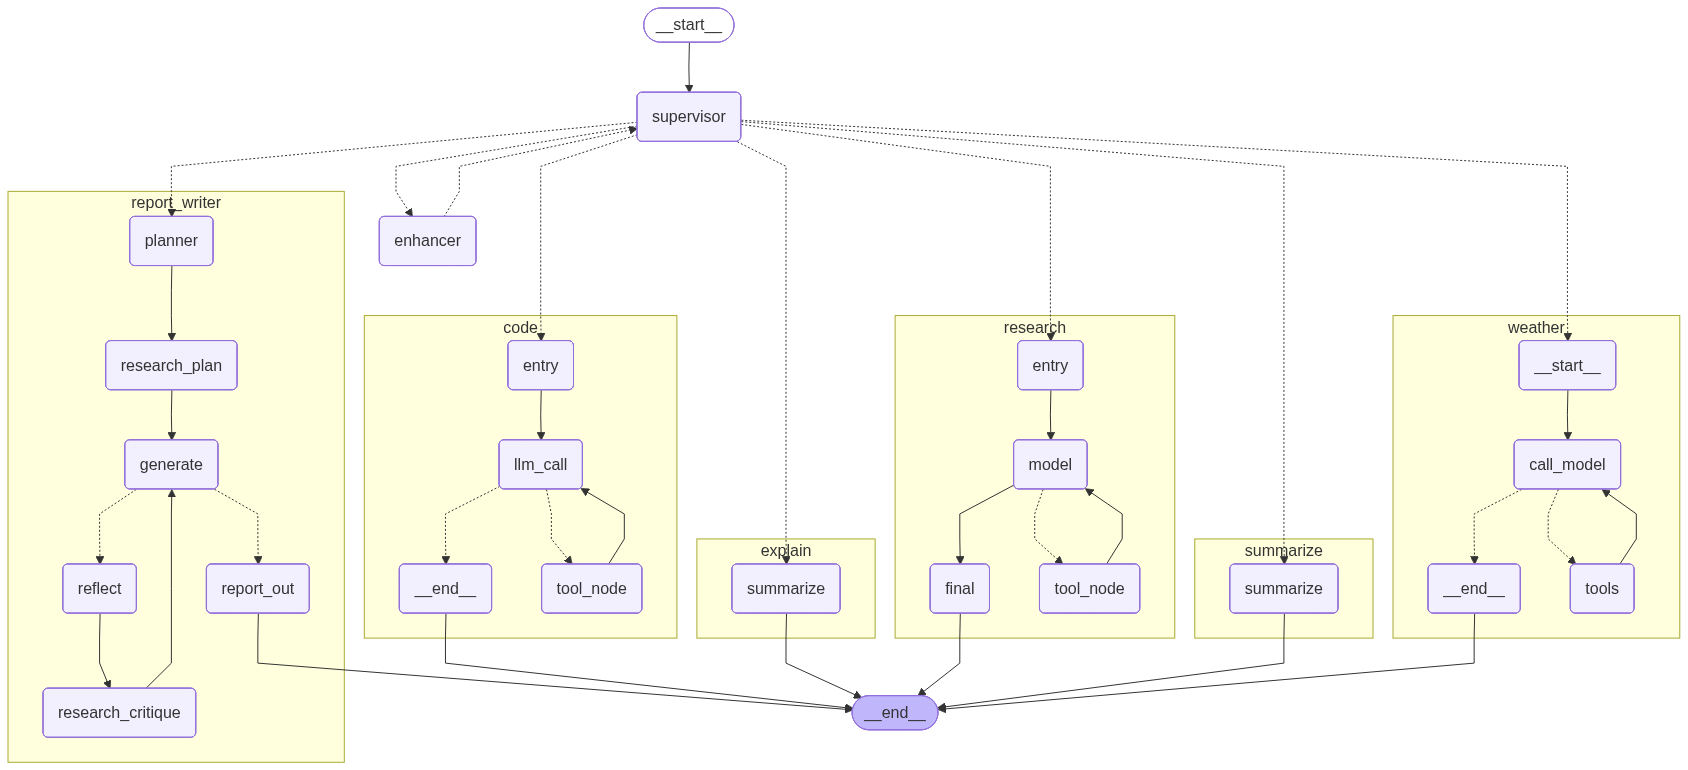 __start__
supervisor
report_writer
planner
enhancer
research_plan
generate
reflect
report_out
research_critique
code
entry
llm_call
__end__
tool_node
explain
summarize
research
entry
model
final
tool_node
summarize
summarize
weather
__start__
call_model
__end__
tools
__end__